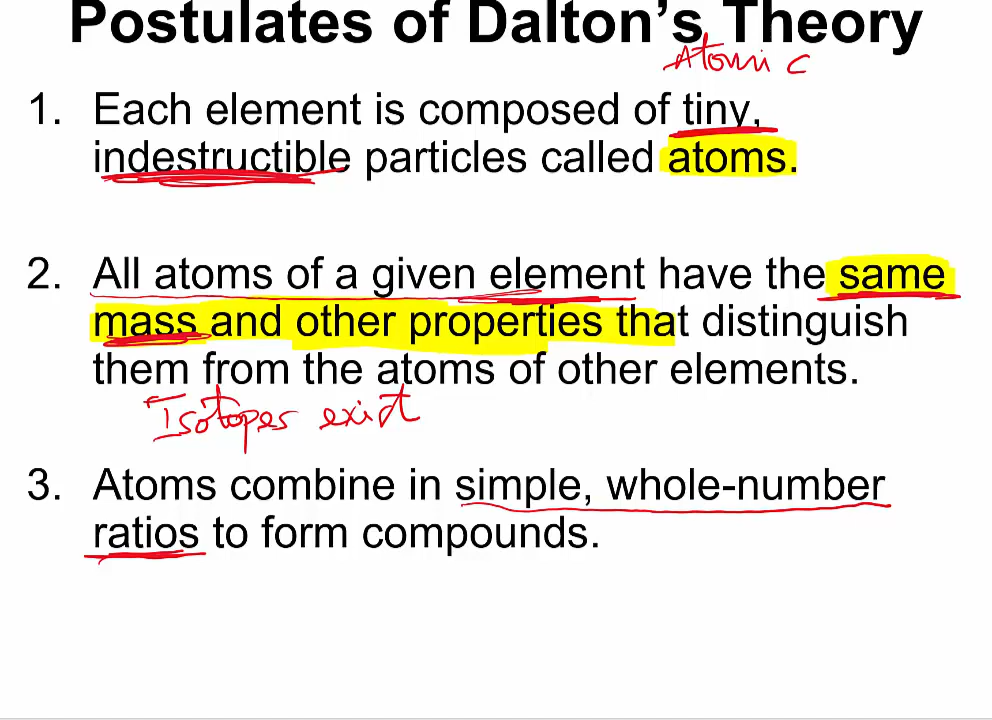 Postulates of Dalton's Theory
Atomic
1. Each element is composed of tiny,
indestructible particles called atoms.
2. All atoms of a given element have the same
mass and other properties that distinguish
them from the atoms of other elements.
Isotopes exist
3. Atoms combine in simple, whole-number
ratios to form compounds.